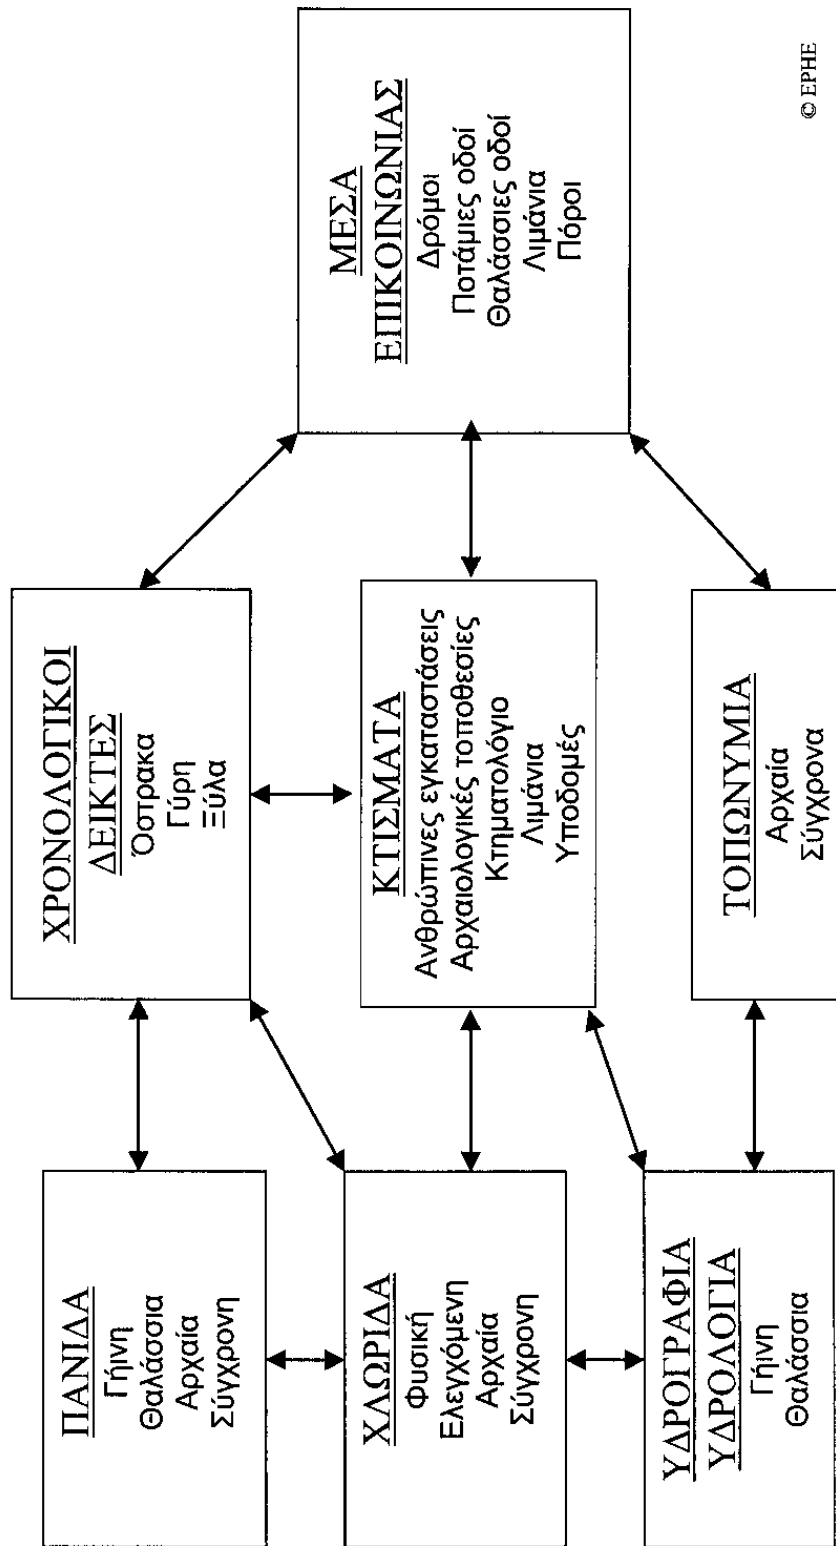 ΠΑΝΙΔΑ
Γήινη
Θαλάσσια
Αρχαία
Σύγχρονη
ΧΛΩΡΙΔΑ
Φυσική
Ελεγχόμενη
Αρχαία
Σύγχρονη
ΥΔΡΟΓΡΑΦΙΑ
ΥΔΡΟΛΟΓΙΑ
Γήινη
Θαλάσσια
ΧΡΟΝΟΛΟΓΙΚΟΙ
ΔΕΙΚΤΕΣ
Όστρακα
Γύρη
Ξύλα
ΚΤΙΣΜΑΤΑ
Ανθρώπινες εγκαταστάσεις
Αρχαιολογικές τοποθεσίες
Κτηματολόγιο
Λιμάνια
Υποδομές
ΤΟΠΩΝΥΜΙΑ
Αρχαία
Σύγχρονα
ΜΕΣΑ
ΕΠΙΚΟΙΝΩΝΙΑΣ
Δρόμοι
Ποτάμιες οδοί
Θαλάσσιες οδοί
Λιμάνια
Πόροι
© EPHE